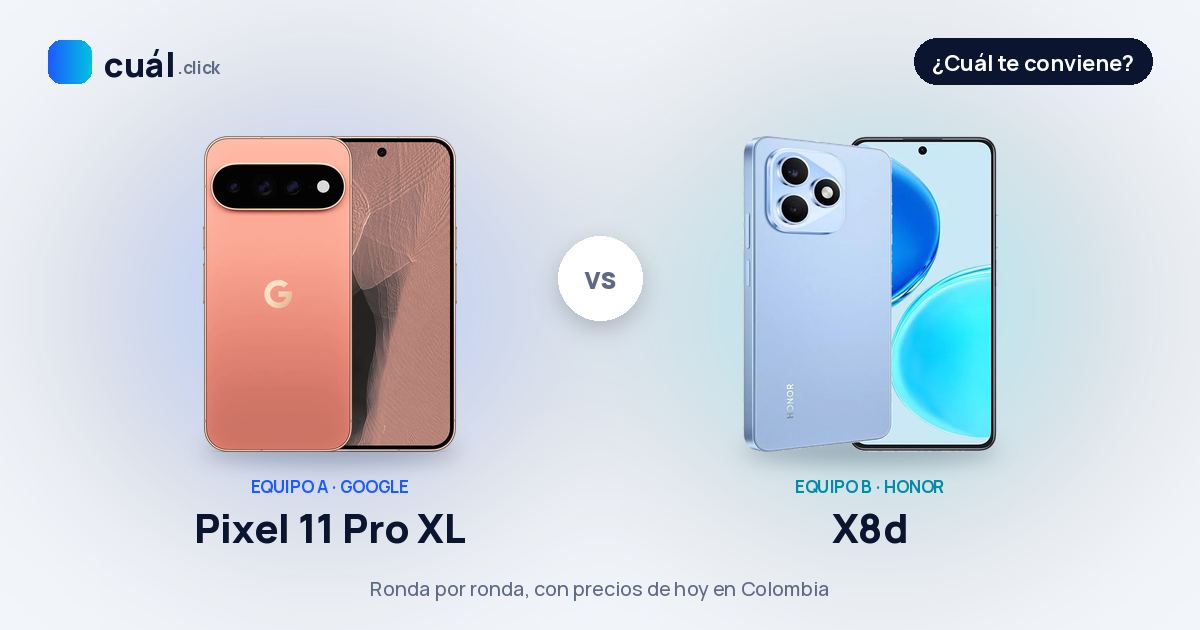 cuál.click
¿Cuál te conviene?
G
HONOR
VS
EQUIPO A · GOOGLE
EQUIPO B · HONOR
Pixel 11 Pro XL
X8d
Ronda por ronda, con precios de hoy en Colombia